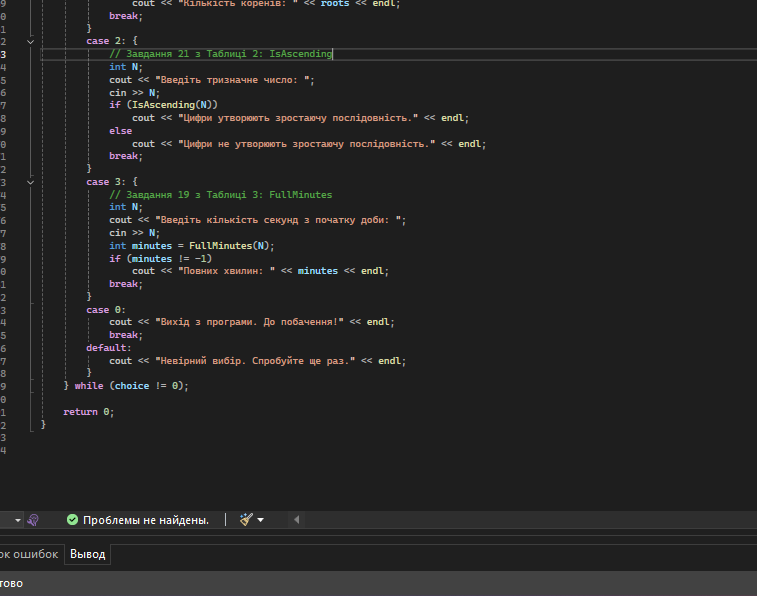 9 cout << "Кількість коренів: " << roots << endl;
0 break;
1 }
2 case 2: {
3 // Завдання 21 з Таблиці 2: IsAscending
4 int N;
5 cout << "Введіть тризначне число: ";
6 cin >> N;
7 if (IsAscending(N))
8 cout << "Цифри утворюють зростаючу послідовність." << endl;
9 else
0 cout << "Цифри не утворюють зростаючу послідовність." << endl;
1 break;
2 }
3 case 3: {
4 // Завдання 19 з Таблиці 3: FullMinutes
5 int N;
6 cout << "Введіть кількість секунд з початку доби: ";
7 cin >> N;
8 int minutes = FullMinutes(N);
9 if (minutes != -1)
0 cout << "Повних хвилин: " << minutes << endl;
1 break;
2 }
3 case 0:
4 cout << "Вихід з програми. До побачення!" << endl;
5 break;
6 default:
7 cout << "Невірний вибір. Спробуйте ще раз." << endl;
8 }
9 } while (choice != 0);
0
1 return 0;
2 }
3
4
Проблемы не найдены.
ок ошибок Вывод
тово